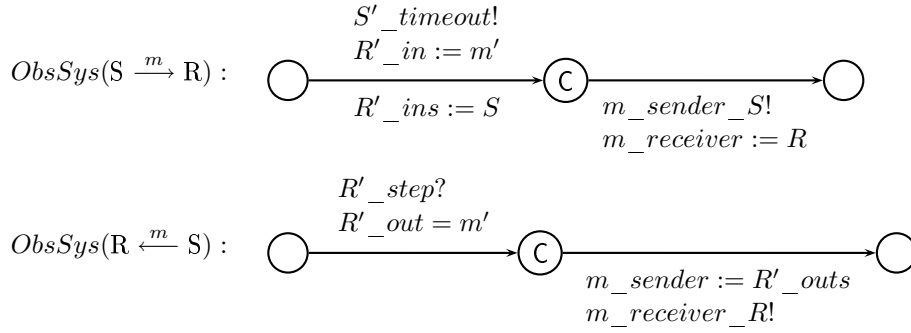 S′_timeout!
R′_in := m′
ObsSys(S —m→ R) :
C
R′_ins := S
m_sender_S!
m_receiver := R
R′_step?
R′_out = m′
ObsSys(R ←m— S) :
C
m_sender := R′_outs
m_receiver_R!